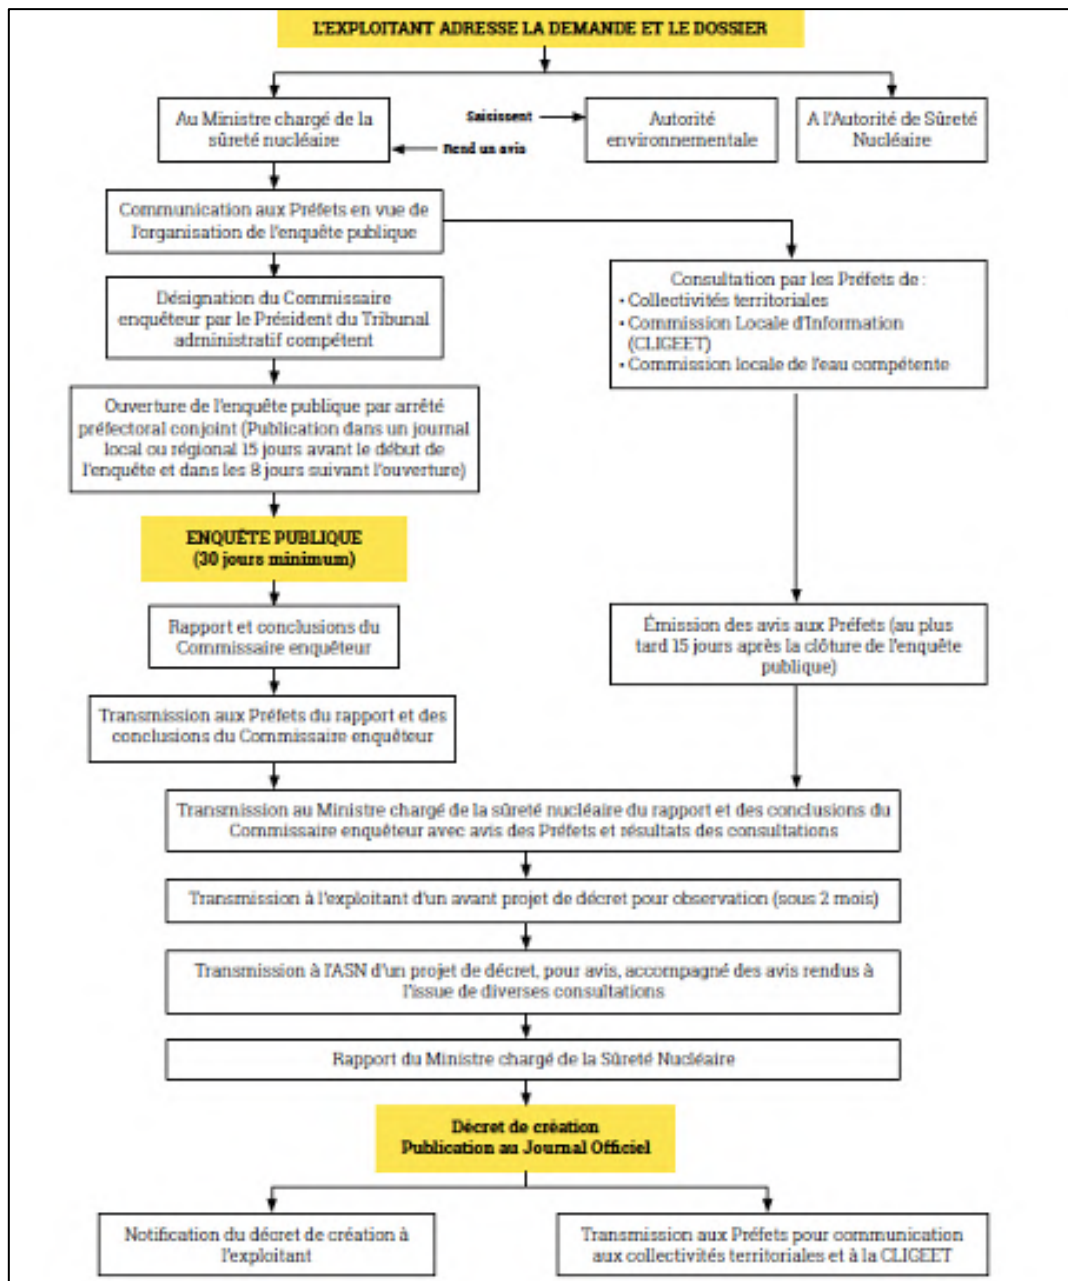 L'EXPLOITANT ADRESSE LA DEMANDE ET LE DOSSIER
Au Ministre chargé de la
sûreté nucléaire
Saisissent
Rend un avis
Autorité
environnementale
A l'Autorité de Sûreté
Nucléaire
Communication aux Préfets en vue de
l'organisation de l'enquête publique
Désignation du Commissaire
enquêteur par le Président du Tribunal
administratif compétent
Consultation par les Préfets de :
• Collectivités territoriales
• Commission Locale d'Information
(CLIGEET)
• Commission locale de l'eau compétente
Ouverture de l'enquête publique par arrêté
préfectoral conjoint (Publication dans un journal
local ou régional 15 jours avant le début de
l'enquête et dans les 8 jours suivant l'ouverture)
ENQUÊTE PUBLIQUE
(30 jours minimum)
Rapport et conclusions du
Commissaire enquêteur
Émission des avis aux Préfets (au plus
tard 15 jours après la clôture de l'enquête
publique)
Transmission aux Préfets du rapport et des
conclusions du Commissaire enquêteur
Transmission au Ministre chargé de la sûreté nucléaire du rapport et des conclusions du
Commissaire enquêteur avec avis des Préfets et résultats des consultations
Transmission à l'exploitant d'un avant projet de décret pour observation (sous 2 mois)
Transmission à l'ASN d'un projet de décret, pour avis, accompagné des avis rendus à
l'issue de diverses consultations
Rapport du Ministre chargé de la Sûreté Nucléaire
Décret de création
Publication au Journal Officiel
Notification du décret de création à
l'exploitant
Transmission aux Préfets pour communication
aux collectivités territoriales et à la CLIGEET